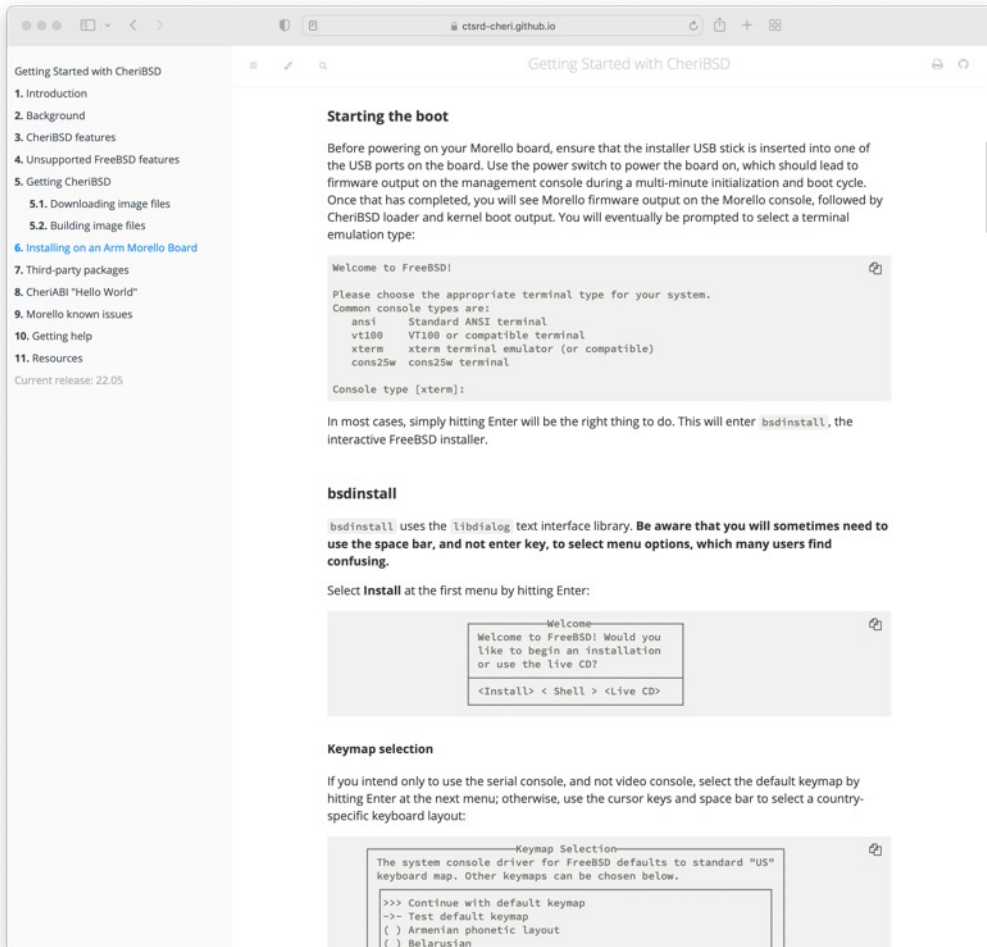 ctsrd-cheri.github.io
Getting Started with CheriBSD
1. Introduction
2. Background
3. CheriBSD features
4. Unsupported FreeBSD features
5. Getting CheriBSD
5.1. Downloading image files
5.2. Building image files
6. Installing on an Arm Morello Board
7. Third-party packages
8. CheriABI "Hello World"
9. Morello known issues
10. Getting help
11. Resources
Current release: 22.05
Getting Started with CheriBSD
Starting the boot
Before powering on your Morello board, ensure that the installer USB stick is inserted into one of
the USB ports on the board. Use the power switch to power the board on, which should lead to
firmware output on the management console during a multi-minute initialization and boot cycle.
Once that has completed, you will see Morello firmware output on the Morello console, followed by
CheriBSD loader and kernel boot output. You will eventually be prompted to select a terminal
emulation type:
Welcome to FreeBSD!
Please choose the appropriate terminal type for your system.
Common console types are:
ansi Standard ANSI terminal
vt100 VT100 or compatible terminal
xterm xterm terminal emulator (or compatible)
cons25w cons25w terminal
Console type [xterm]:
In most cases, simply hitting Enter will be the right thing to do. This will enter bsdinstall, the
interactive FreeBSD installer.
bsdinstall
bsdinstall uses the libdialog text interface library. Be aware that you will sometimes need to
use the space bar, and not enter key, to select menu options, which many users find
confusing.
Select Install at the first menu by hitting Enter:
Welcome
Welcome to FreeBSD! Would you
like to begin an installation
or use the live CD?
<Install> < Shell > <Live CD>
Keymap selection
If you intend only to use the serial console, and not video console, select the default keymap by
hitting Enter at the next menu; otherwise, use the cursor keys and space bar to select a country-
specific keyboard layout:
Keymap Selection
The system console driver for FreeBSD defaults to standard "US"
keyboard map. Other keymaps can be chosen below.
>>> Continue with default keymap
->- Test default keymap
( ) Armenian phonetic layout
( ) Belarusian